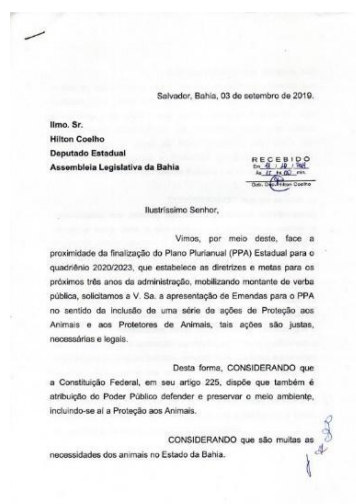 Salvador, Bahia, 03 de setembro de 2019.
Ilmo. Sr.
Hilton Coelho
Deputado Estadual
Assembleia Legislativa da Bahia
RECEBIDO
Em
Hilton Coelho
Ilustríssimo Senhor,
Vimos, por meio deste, face a
proximidade da finalização do Plano Plurianual (PPA) Estadual para o
quadriênio 2020/2023, que estabelece as diretrizes e metas para os
próximos três anos da administração, mobilizando montante de verba
pública, solicitamos a V. Sa. a apresentação de Emendas para o PPA
no sentido da inclusão de uma série de ações de Proteção aos
Animais e aos Protetores de Animais, tais ações são justas,
necessárias e legais.
Desta forma, CONSIDERANDO que
a Constituição Federal, em seu artigo 225, dispõe que também é
atribuição do Poder Público defender e preservar o meio ambiente,
incluindo-se aí a Proteção aos Animais.
CONSIDERANDO que são muitas as
necessidades dos animais no Estado da Bahia.